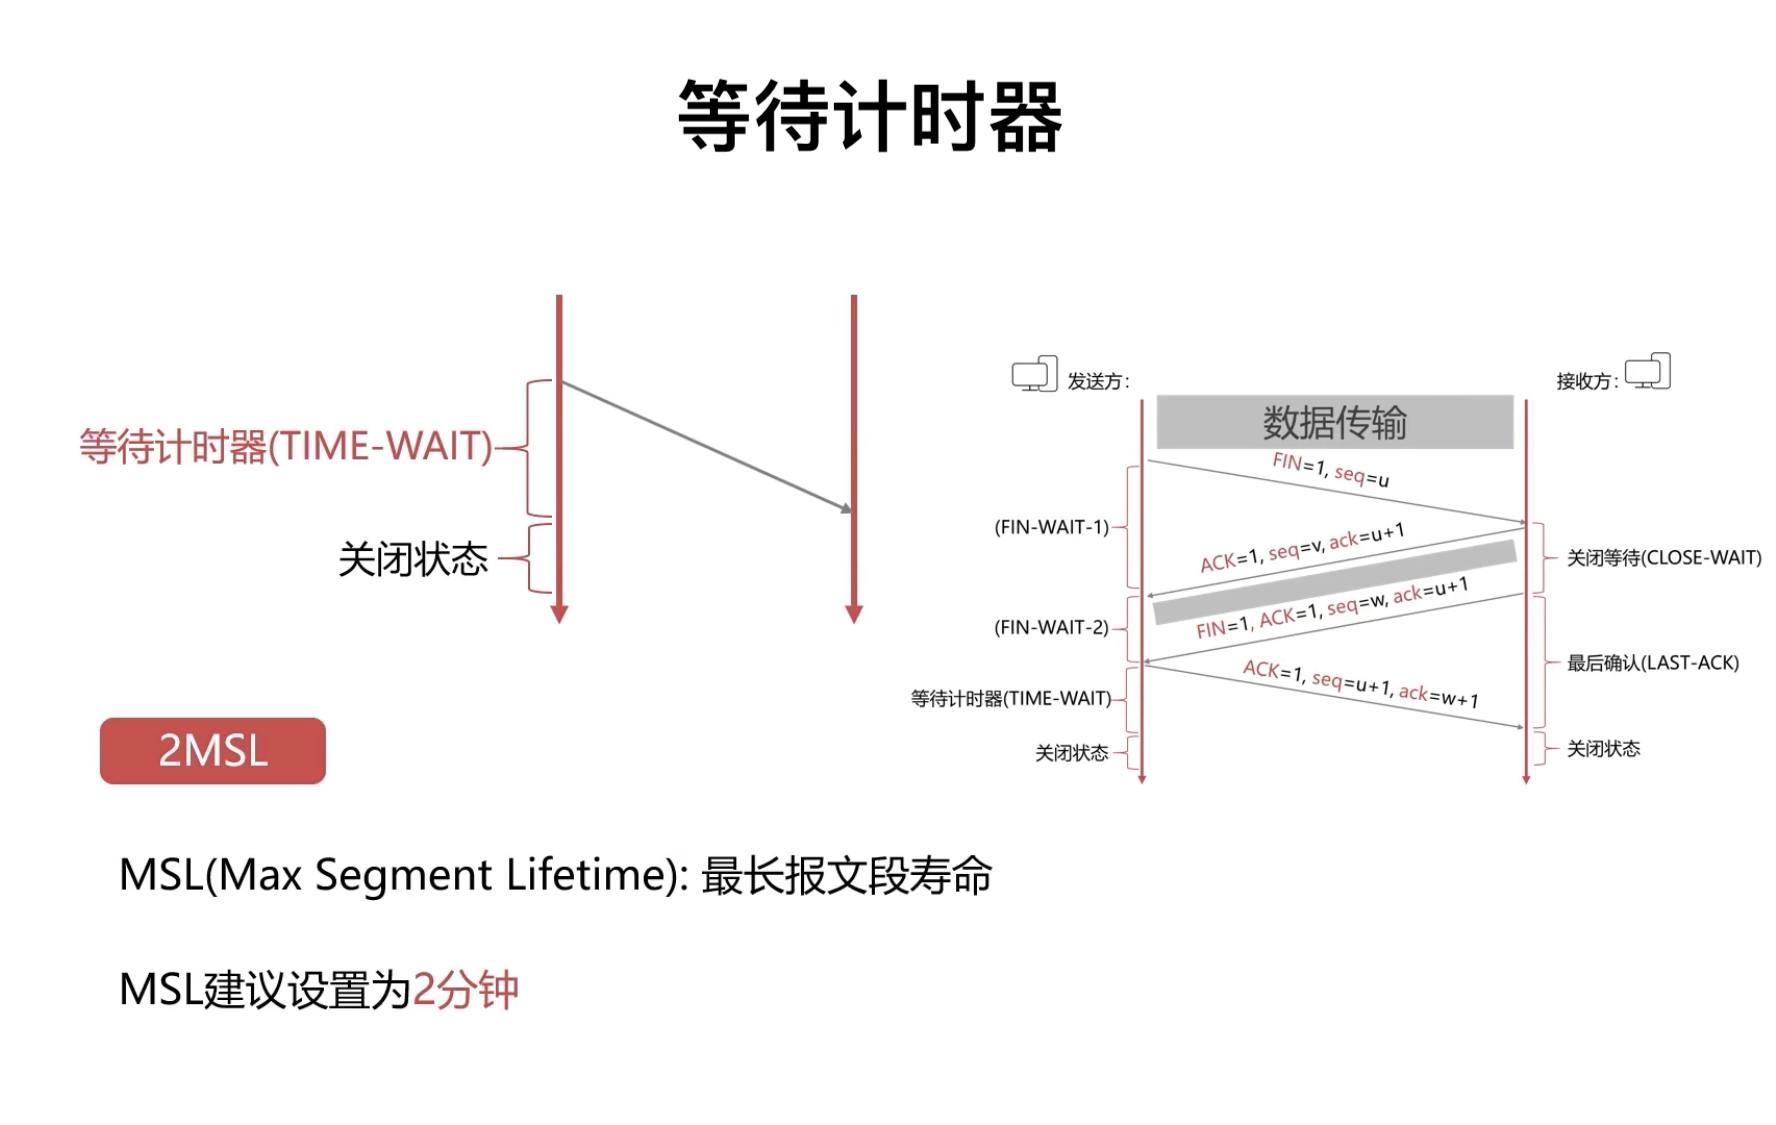 等待计时器
等待计时器(TIME-WAIT)
关闭状态
发送方:
接收方:
数据传输
FIN=1, seq=u
(FIN-WAIT-1)
ACK=1, seq=v, ack=u+1
关闭等待(CLOSE-WAIT)
(FIN-WAIT-2)
FIN=1, ACK=1, seq=w, ack=u+1
最后确认(LAST-ACK)
ACK=1, seq=u+1, ack=w+1
等待计时器(TIME-WAIT)
关闭状态
关闭状态
2MSL
MSL(Max Segment Lifetime): 最长报文段寿命
MSL建议设置为2分钟